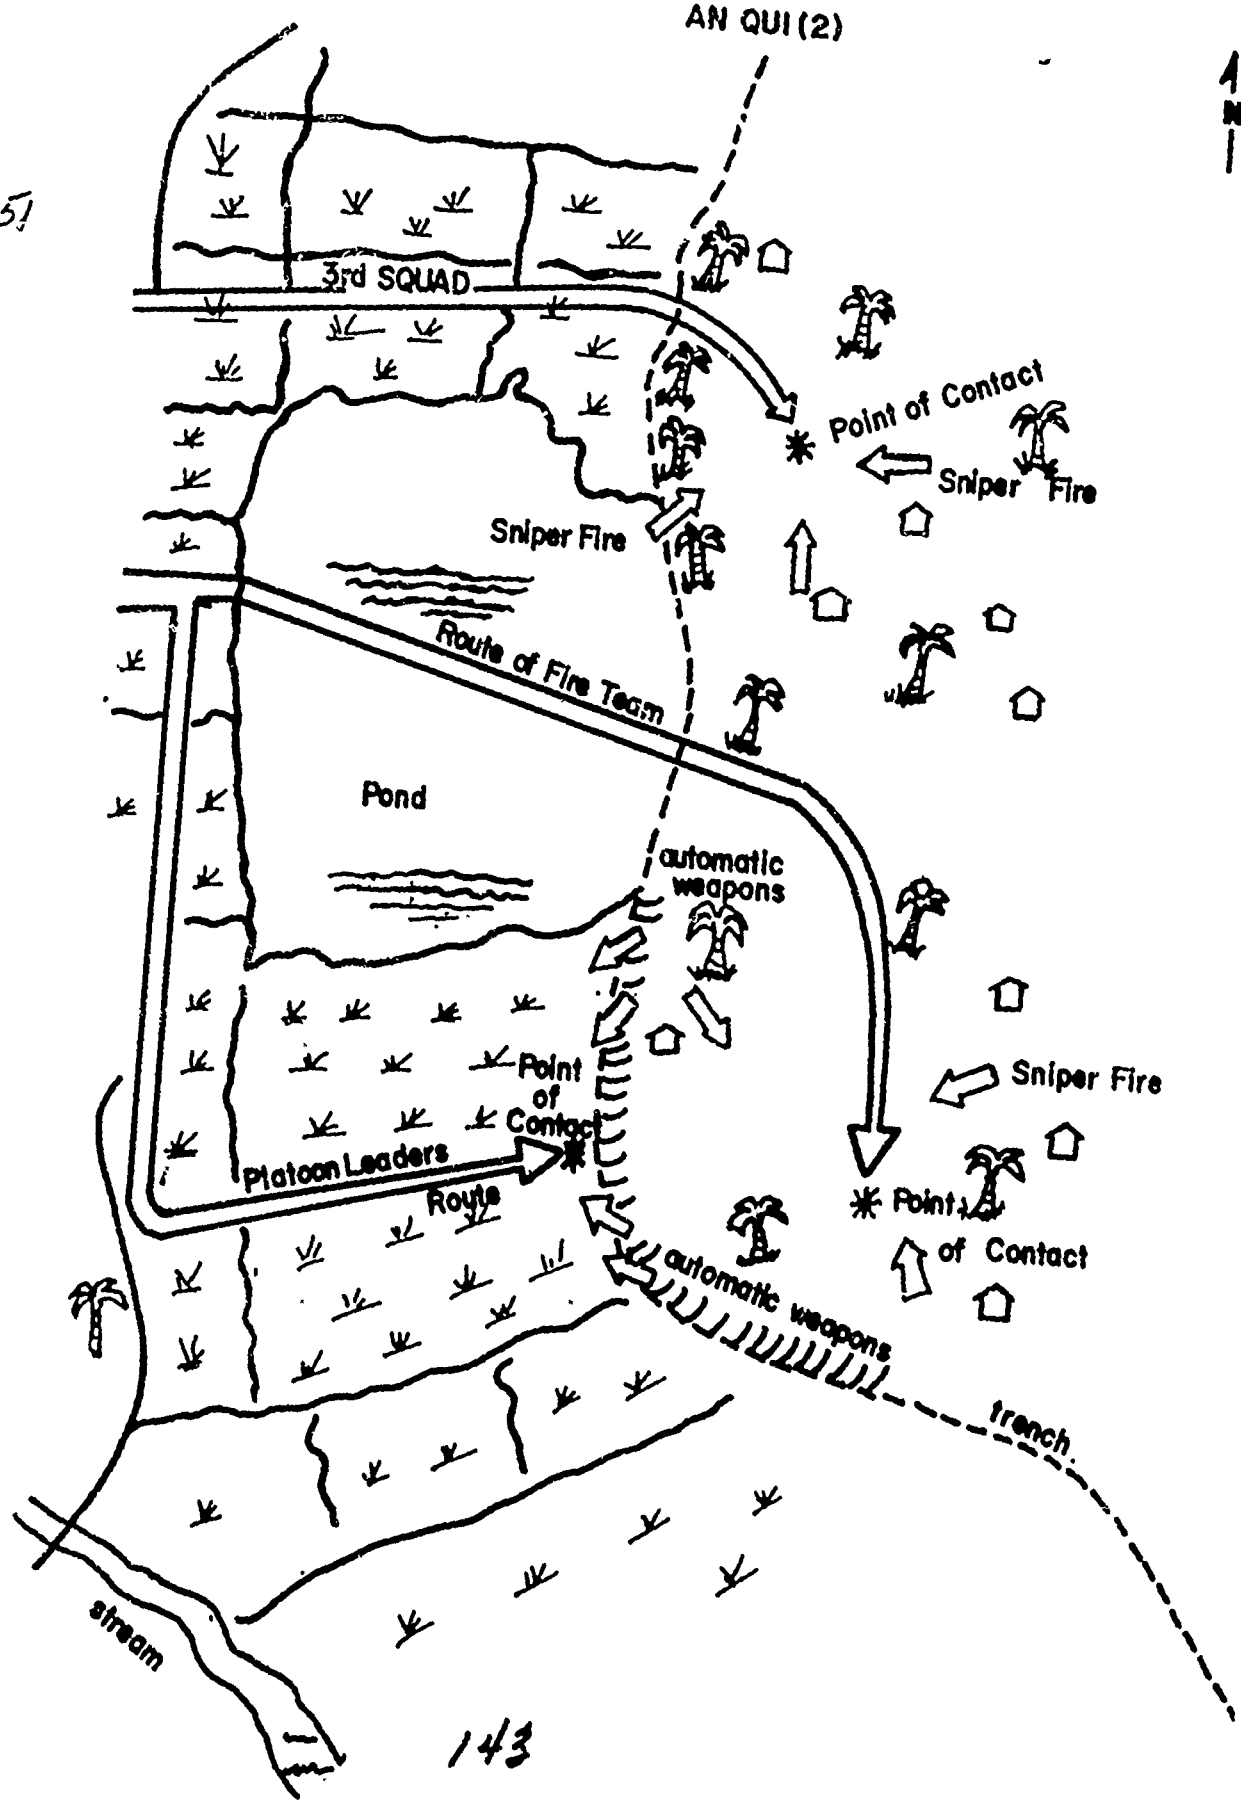 AN QUI (2)
N
51
3rd SQUAD
Point of Contact
Sniper Fire
Sniper Fire
Route of Fire Team
Pond
automatic
weapons
Point
of
Contact
Sniper Fire
Platoon Leaders
Route
Point
of Contact
automatic weapons
trench
stream
143